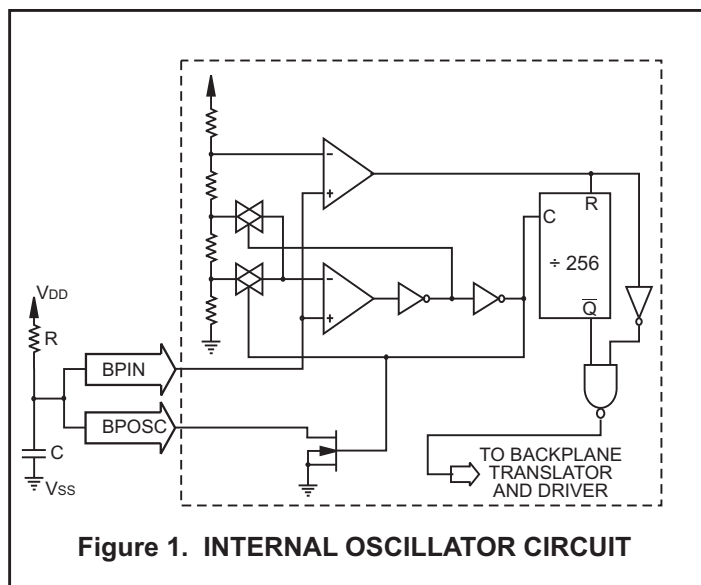 R
C
÷ 256
Q̅
VDD
R
BPIN
BPOSC
C
VSS
TO BACKPLANE
TRANSLATOR
AND DRIVER
Figure 1. INTERNAL OSCILLATOR CIRCUIT
-
+
-
+